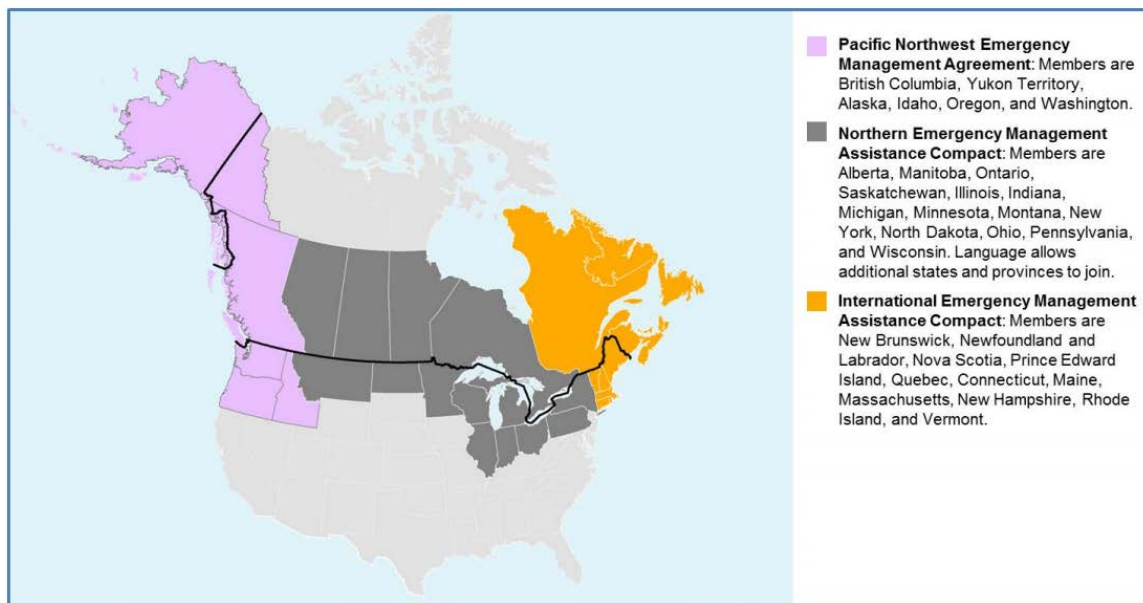 Pacific Northwest Emergency
Management Agreement: Members are
British Columbia, Yukon Territory,
Alaska, Idaho, Oregon, and Washington.
Northern Emergency Management
Assistance Compact: Members are
Alberta, Manitoba, Ontario,
Saskatchewan, Illinois, Indiana,
Michigan, Minnesota, Montana, New
York, North Dakota, Ohio, Pennsylvania,
and Wisconsin. Language allows
additional states and provinces to join.
International Emergency Management
Assistance Compact: Members are
New Brunswick, Newfoundland and
Labrador, Nova Scotia, Prince Edward
Island, Quebec, Connecticut, Maine,
Massachusetts, New Hampshire, Rhode
Island, and Vermont.